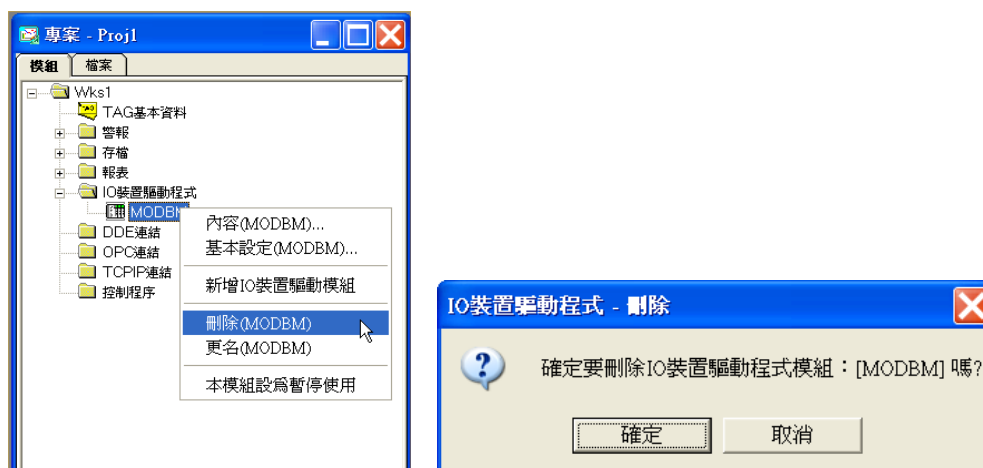 專案 - Proj1
模組 檔案
Wks1
TAG基本資料
警報
存檔
報表
IO裝置驅動程式
MODBM
DDE連結
OPC連結
TCPIP連結
控制程序
內容(MODBM)...
基本設定(MODBM)...
新增IO裝置驅動模組
刪除(MODBM)
更名(MODBM)
本模組設爲暫停使用
IO裝置驅動程式 - 刪除
確定要刪除IO裝置驅動程式模組：[MODBM] 嗎?
確定 取消